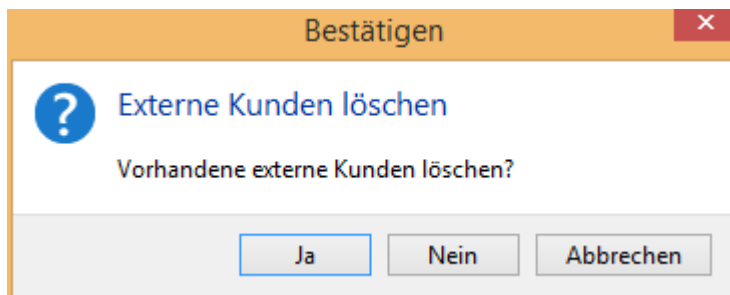 Bestätigen
Externe Kunden löschen
Vorhandene externe Kunden löschen?
Ja Nein Abbrechen